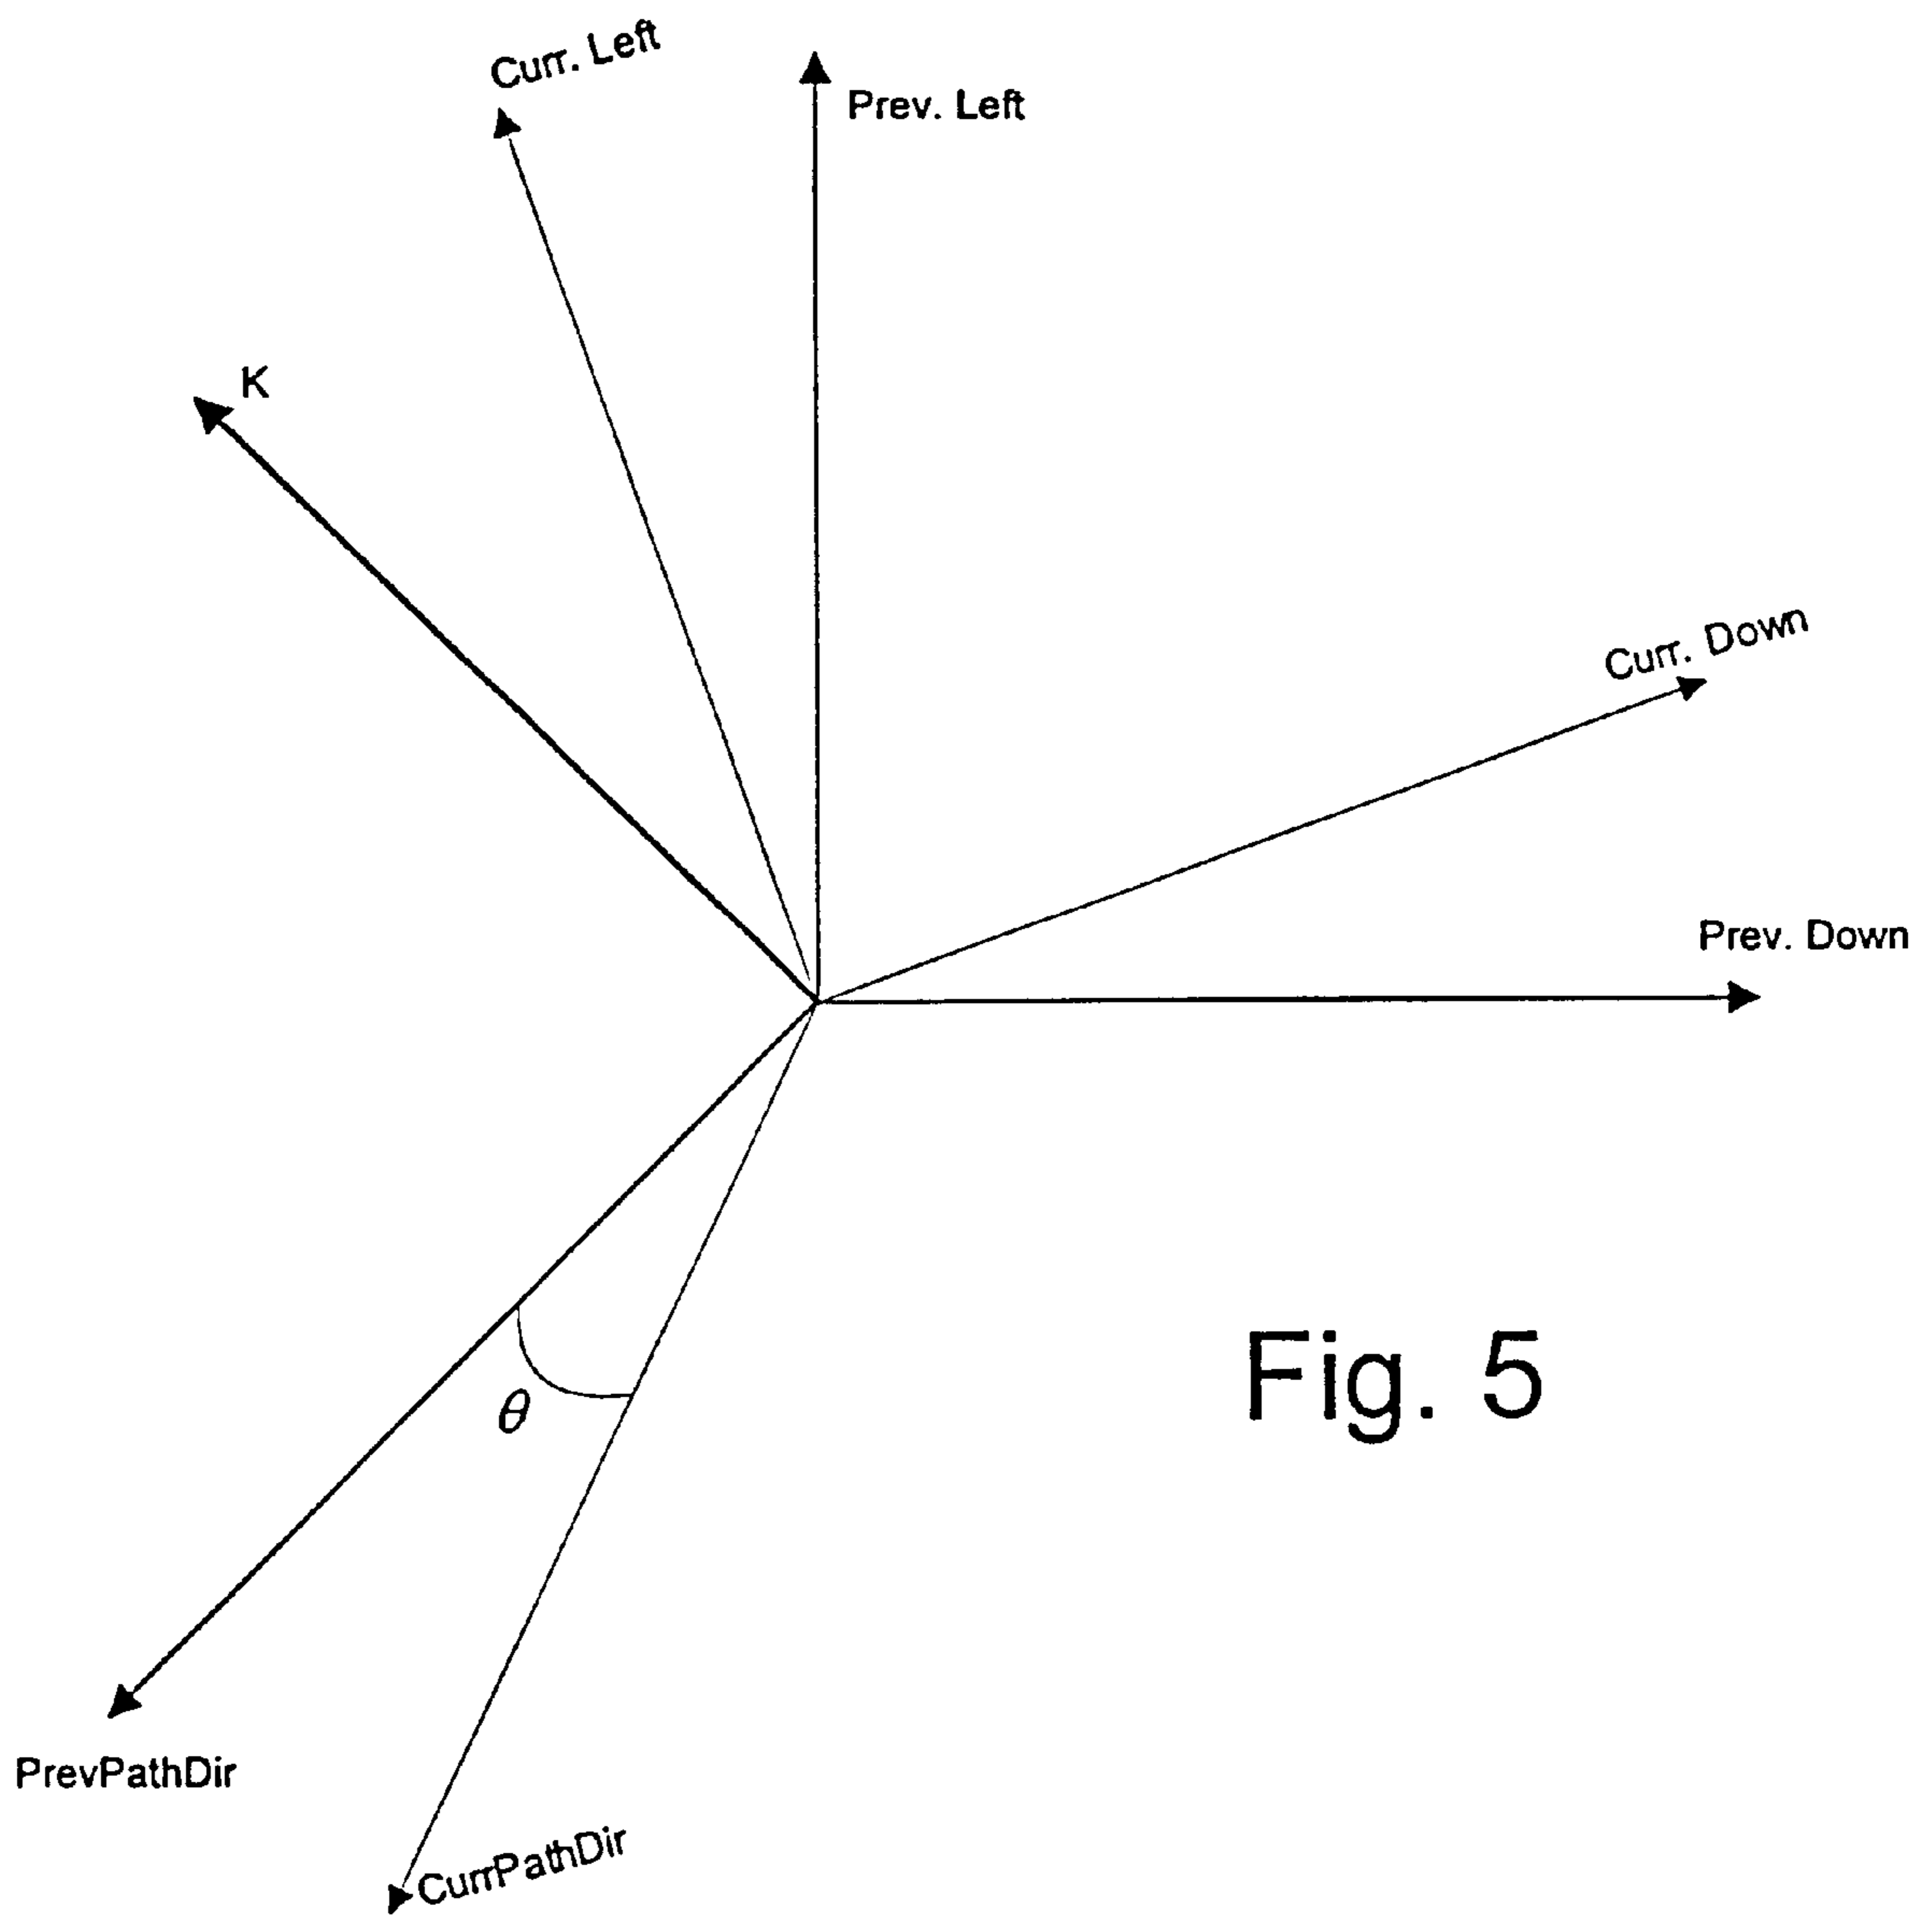 Curr. Left
Prev. Left
K
Curr. Down
Prev. Down
θ
Fig. 5
PrevPathDir
CurrPathDir